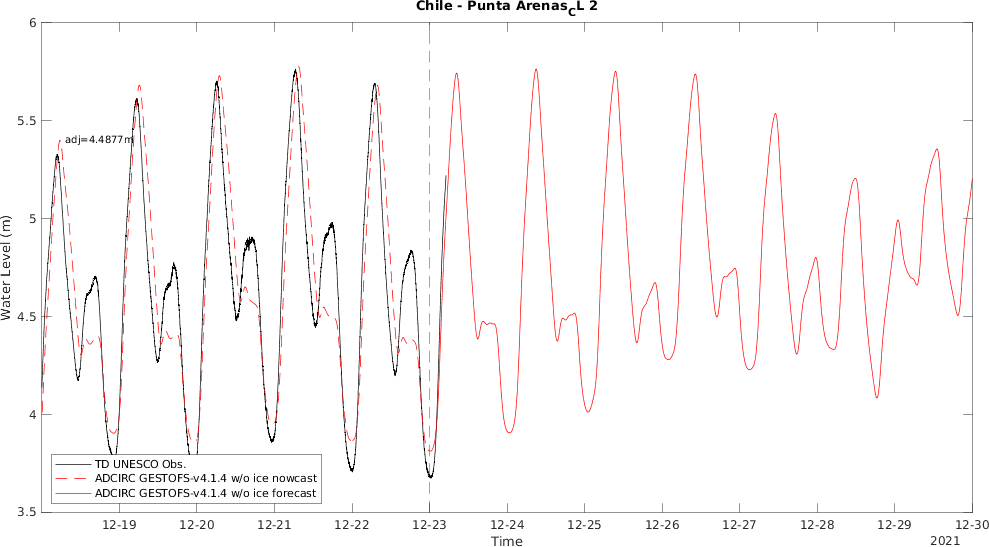 Chile - Punta Arenas_CL 2
Water Level (m)
6
5.5
5
4.5
4
3.5
adj=4.4877m
TD UNESCO Obs.
ADCIRC GESTOFS-v4.1.4 w/o ice nowcast
ADCIRC GESTOFS-v4.1.4 w/o ice forecast
12-19 12-20 12-21 12-22 12-23 12-24 12-25 12-26 12-27 12-28 12-29 12-30
Time
2021